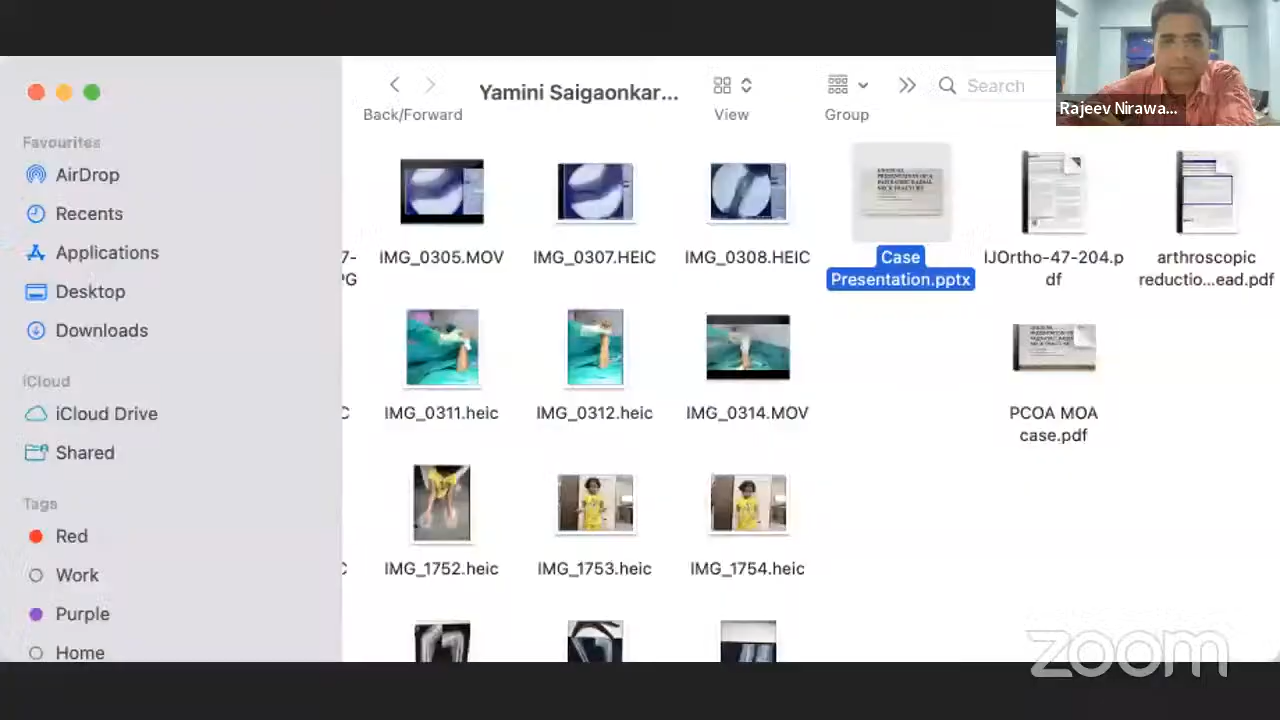 Rajeev Nirawa...
Yamini Saigaonkar...
Back/Forward
View
Group
Search
Favourites
AirDrop
Recents
Applications
Desktop
Downloads
iCloud
iCloud Drive
Shared
Tags
Red
Work
Purple
Home
7-
PG
IMG_0305.MOV
IMG_0307.HEIC
IMG_0308.HEIC
Case
Presentation.pptx
IJOrtho-47-204.p
df
arthroscopic
reductio...ead.pdf
C
IMG_0311.heic
IMG_0312.heic
IMG_0314.MOV
PCOA MOA
case.pdf
C
IMG_1752.heic
IMG_1753.heic
IMG_1754.heic
zoom